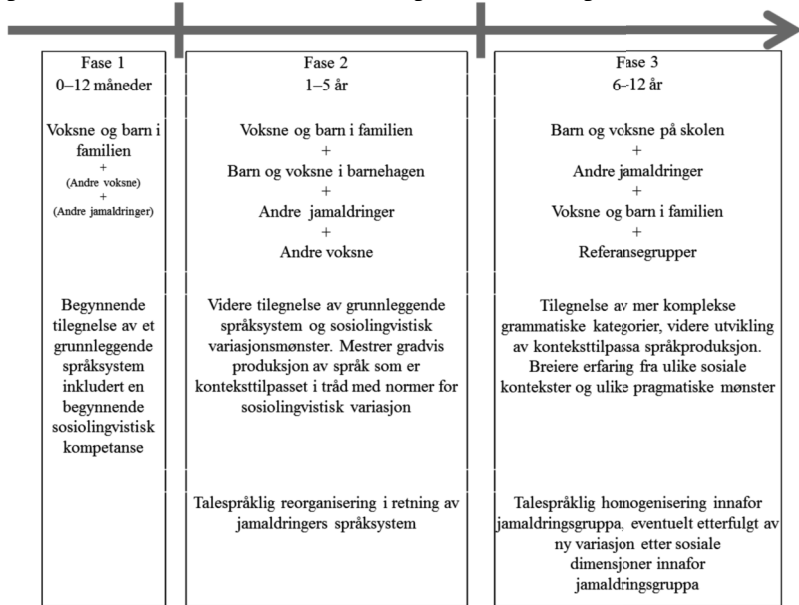 Fase 1
0–12 måneder
Voksne og barn i
familien
+
(Andre voksne)
+
(Andre jamaldringer)
Begynnende
tilegnelse av et
grunnleggende
språksystem
inkludert en
begynnende
sosiolingvistisk
kompetanse
Fase 2
1–5 år
Voksne og barn i familien
+
Barn og voksne i barnehagen
+
Andre jamaldringer
+
Andre voksne
Videre tilegnelse av grunnleggende
språksystem og sosiolingvistisk
variasjonsmønster. Mestrer gradvis
produksjon av språk som er
konteksttilpasset i tråd med normer for
sosiolingvistisk variasjon
Talespråklig reorganisering i retning av
jamaldringers språksystem
Fase 3
6–12 år
Barn og voksne på skolen
+
Andre jamaldringer
+
Voksne og barn i familien
+
Referansegrupper
Tilegnelse av mer komplekse
grammatiske kategorier, videre utvikling
av konteksttilpassa språkproduksjon.
Breiere erfaring fra ulike sosiale
kontekster og ulike pragmatiske mønster
Talespråklig homogenisering innafor
jamaldringsgruppa, eventuelt etterfulgt av
ny variasjon etter sosiale
dimensjoner innafor
jamaldringsgruppa